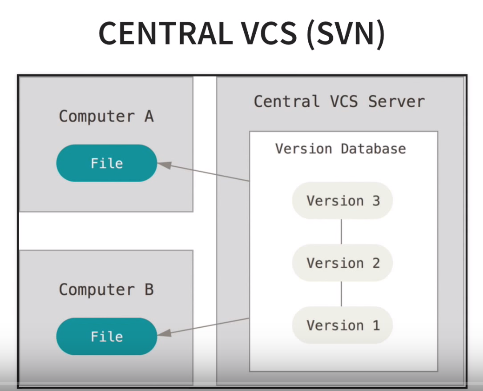 CENTRAL VCS (SVN)
Computer A
File
Central VCS Server
Version Database
Version 3
Version 2
Version 1
Computer B
File